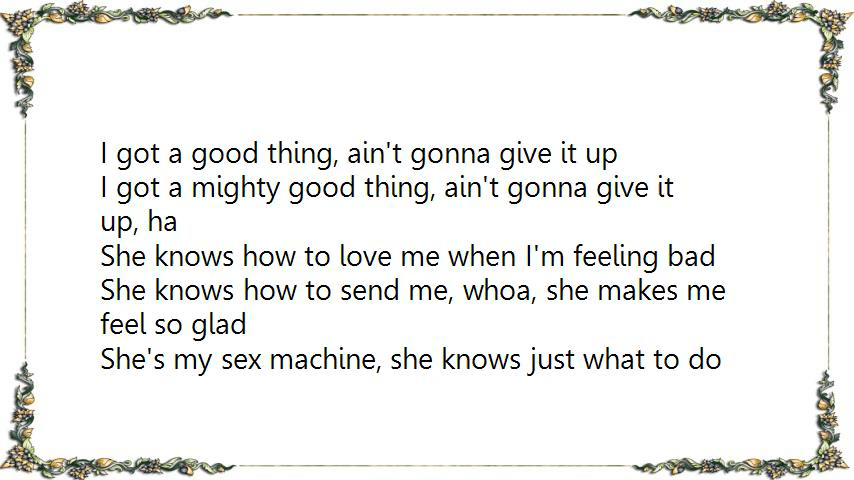 I got a good thing, ain't gonna give it up
I got a mighty good thing, ain't gonna give it
up, ha
She knows how to love me when I'm feeling bad
She knows how to send me, whoa, she makes me
feel so glad
She's my sex machine, she knows just what to do